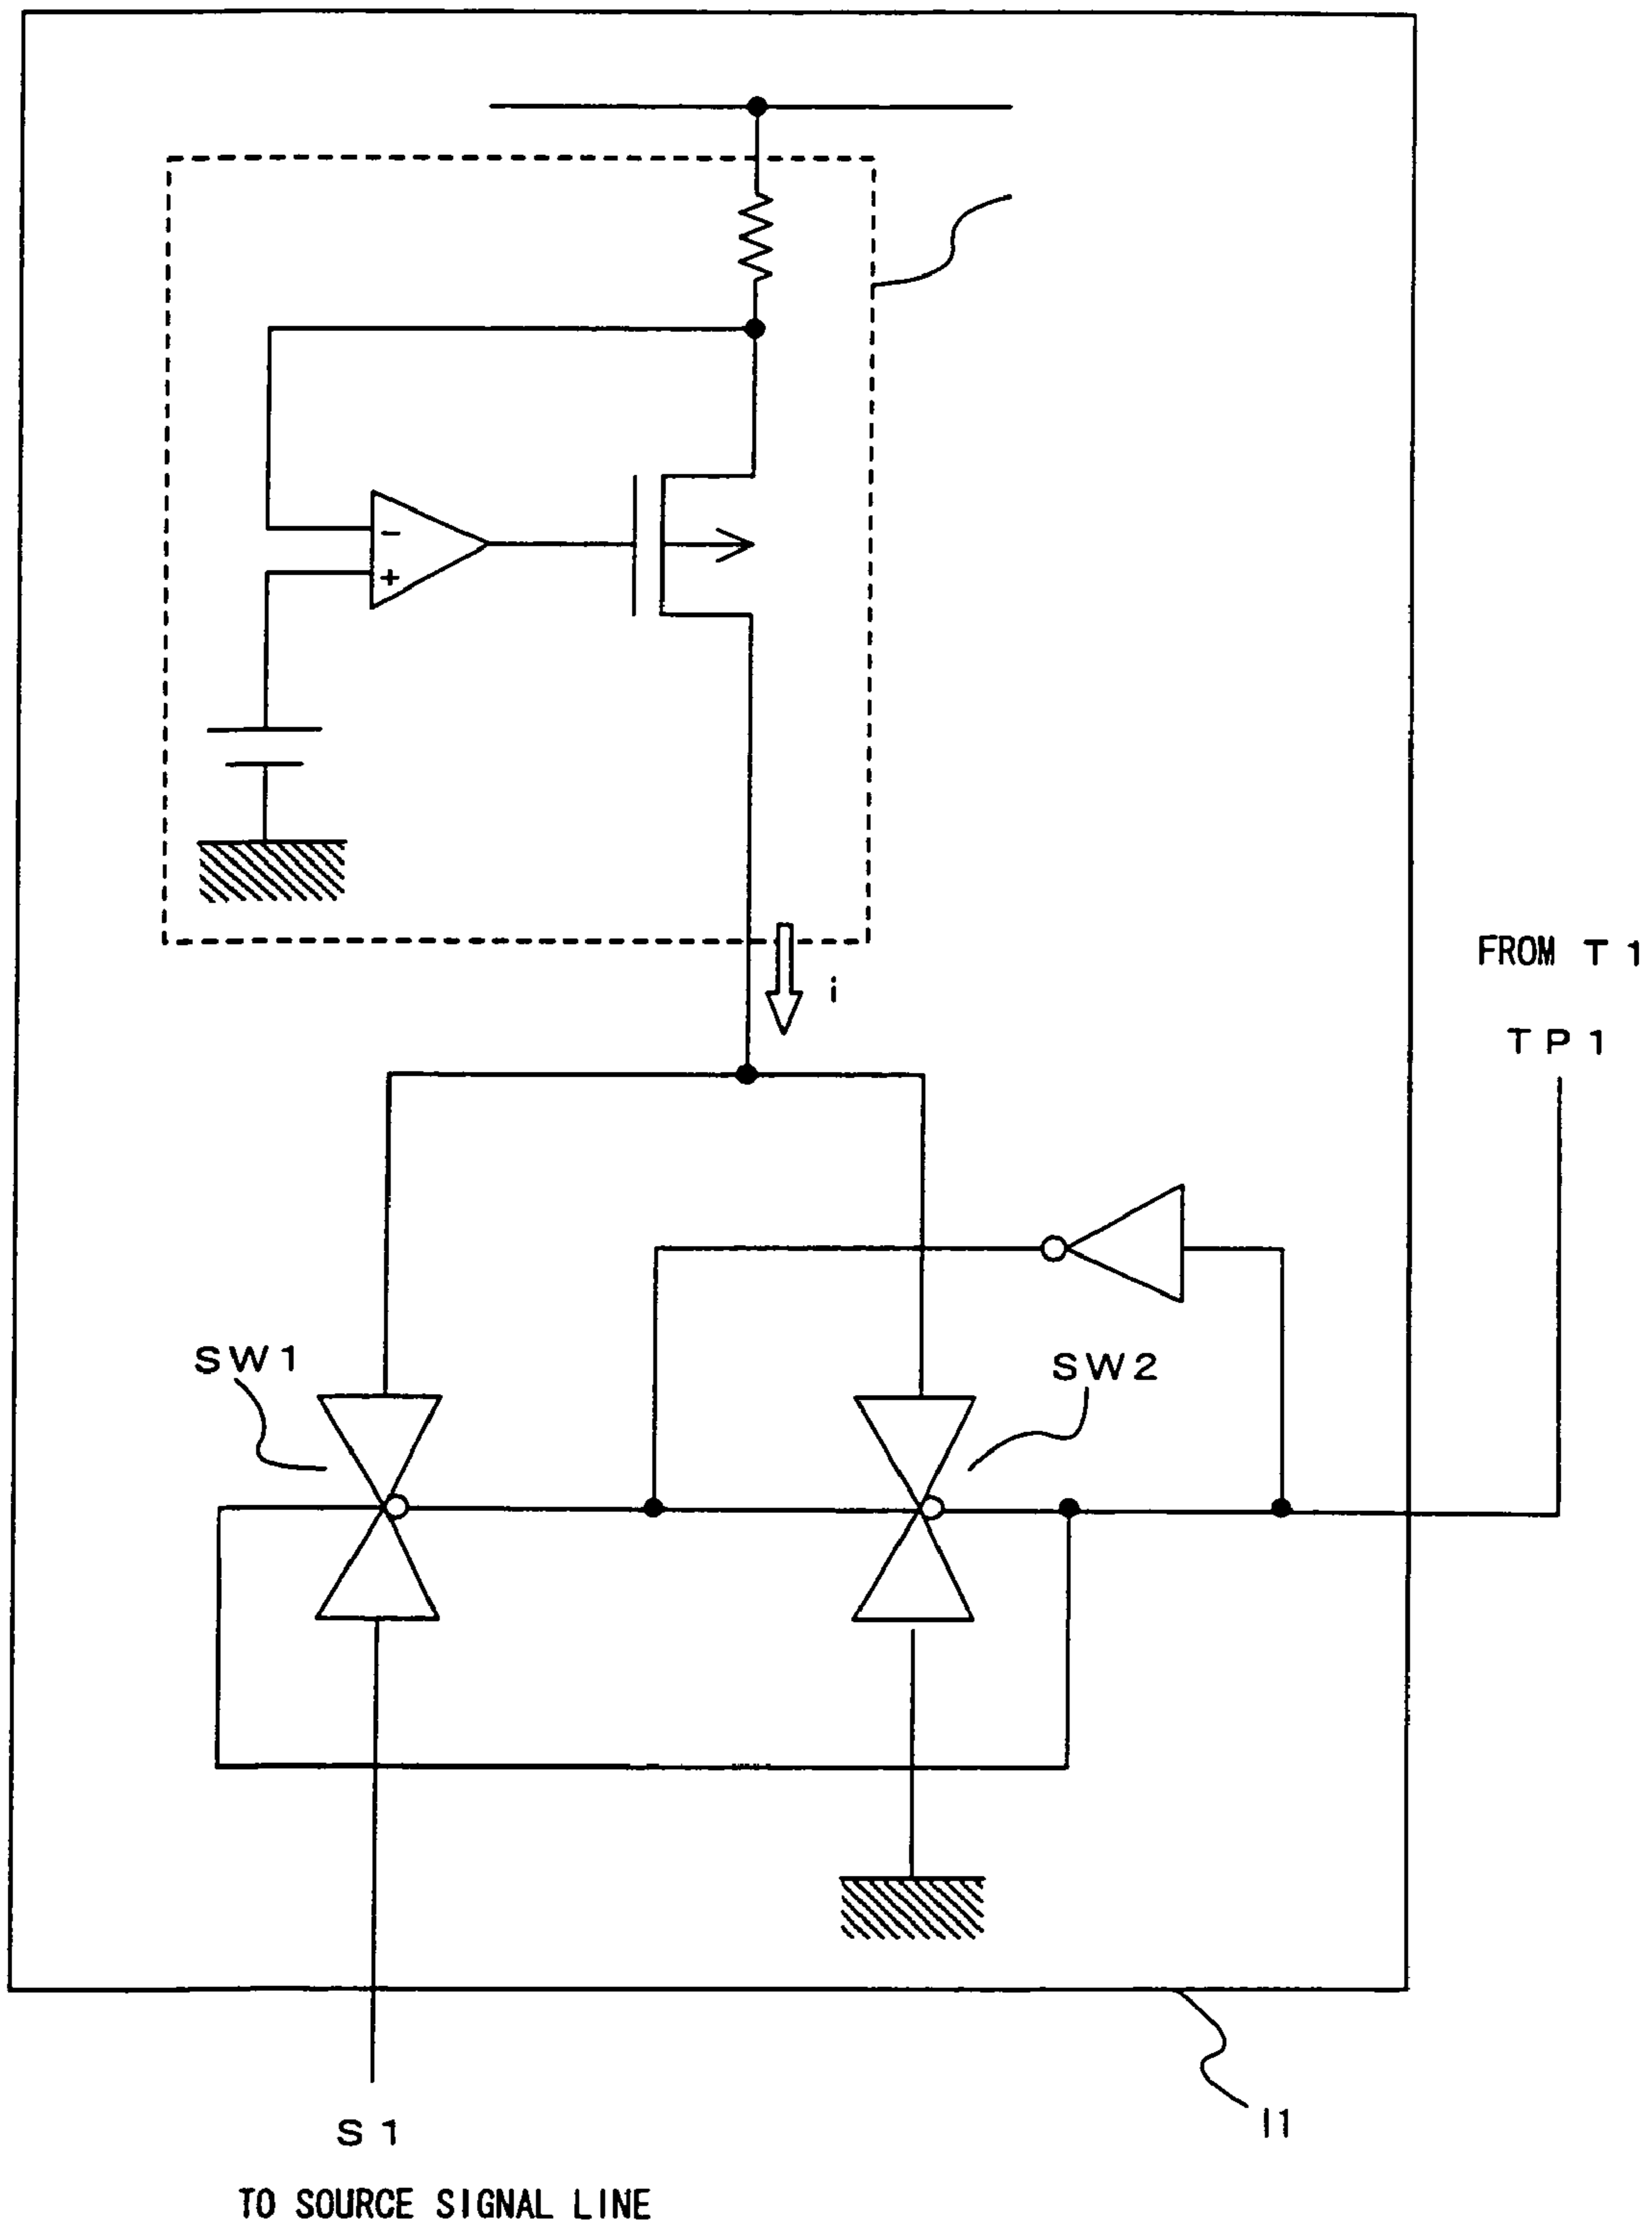 -
+
i
FROM T1
TP1
SW1
SW2
S1
TO SOURCE SIGNAL LINE
I1